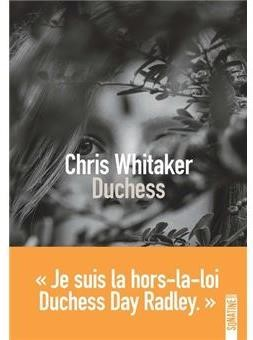 Chris Whitaker
Duchess
« Je suis la hors-la-loi
Duchess Day Radley. »
SONATINE